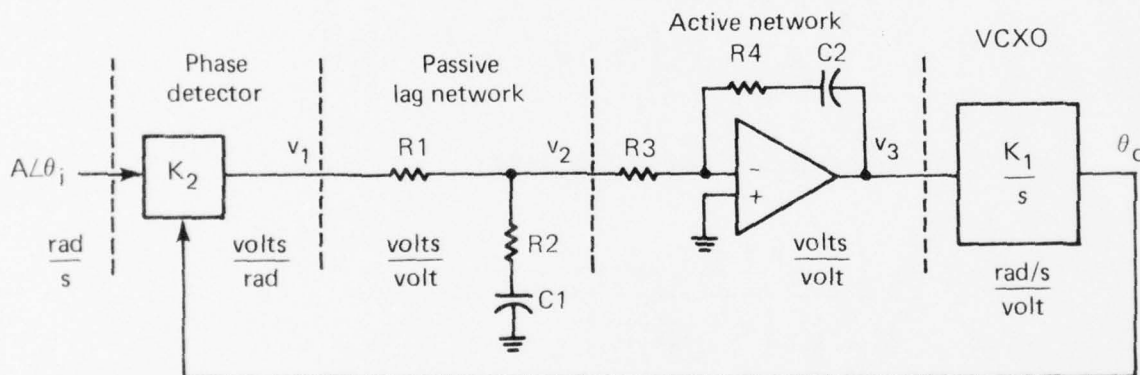 Active network
VCXO
Phase
detector
Passive
lag network
R4
C2
v1
R1
v2
R3
v3
K1
s
A∠θi
K2
-
+
rad
s
volts
rad
volts
volt
R2
C1
volts
volt
rad/s
volt